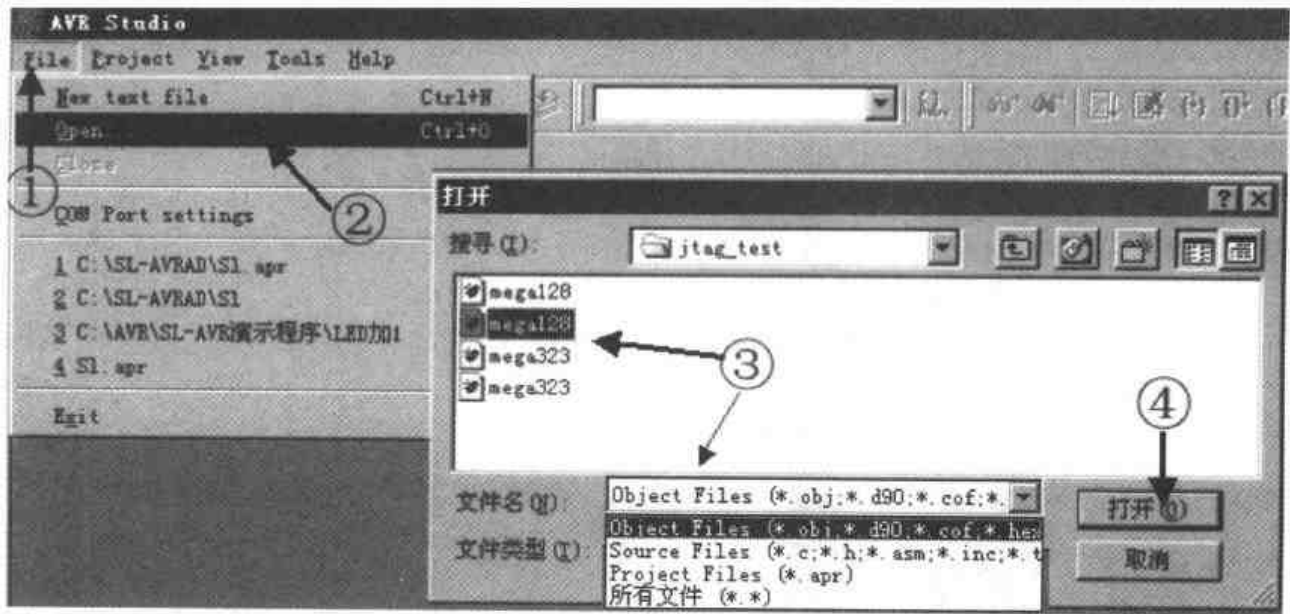 AVR Studio
File Project View Tools Help
New text file Ctrl+N
Open Ctrl+O
Close
①
②
COM Port settings
1 C:\SL-AVRAD\Sl.apr
2 C:\SL-AVRAD\Sl
3 C:\AVR\SL-AVR演示程序\LED加1
4 Sl.apr
Exit
打开
搜寻(I):
jtag_test
mega128
mega128
mega323
mega323
③
④
文件名(N):
Object Files (*.obj;*.d90;*.cof;*.
打开(O)
Object Files (*.obj;*.d90;*.cof;*.hex
文件类型(T):
Source Files (*.c;*.h;*.asm;*.inc;*.t
取消
Project Files (*.apr)
所有文件 (*.*)